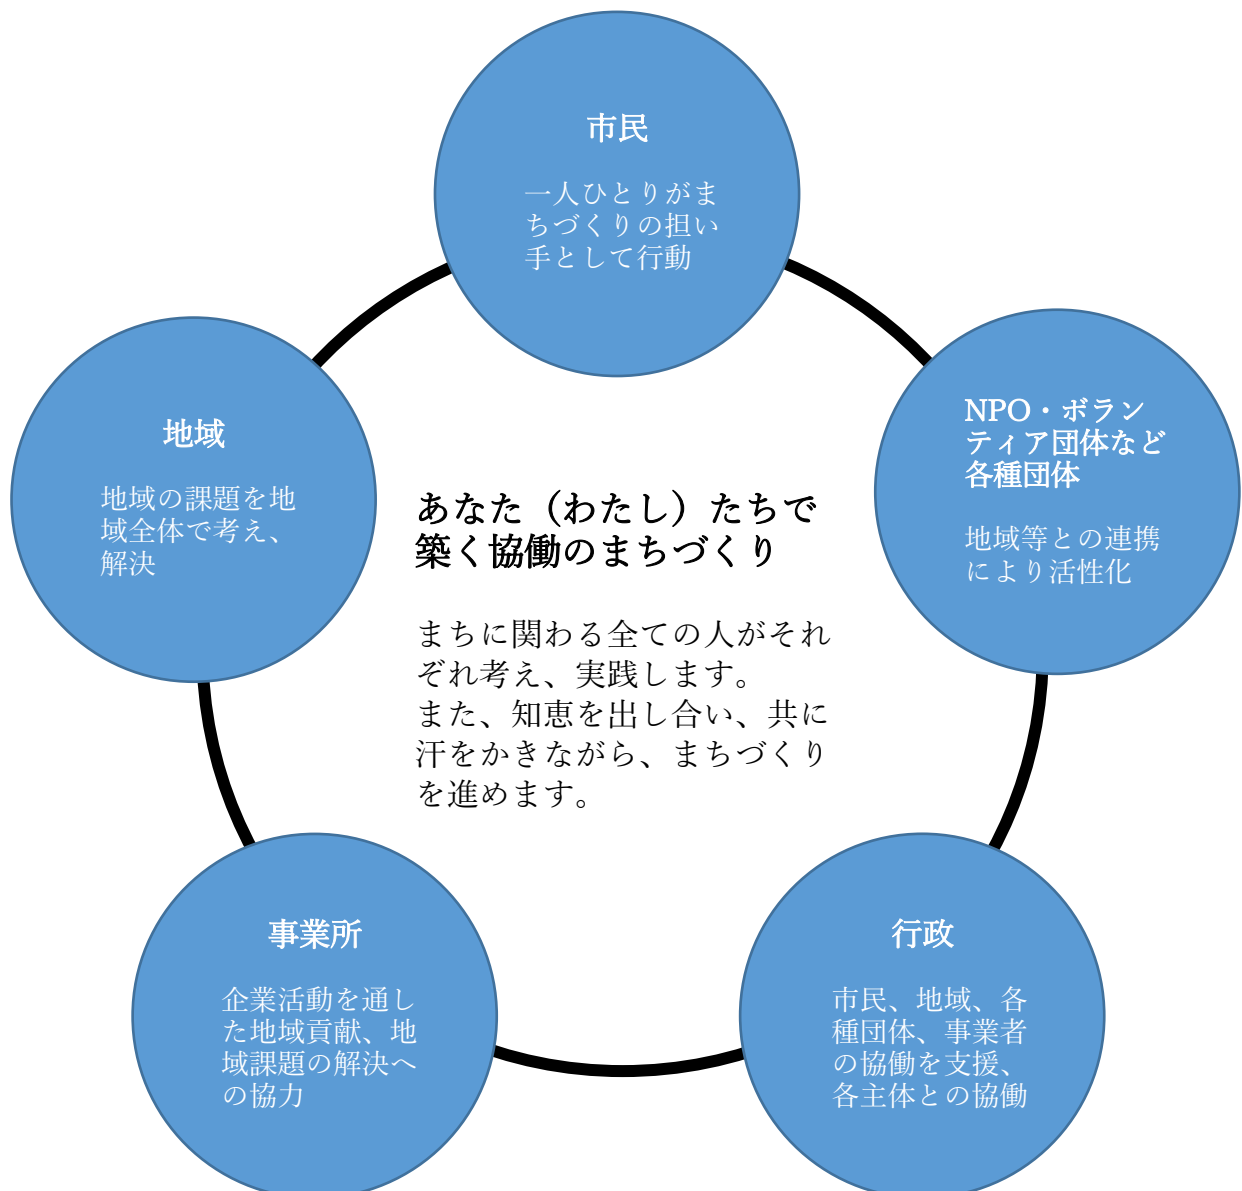 市民
一人ひとりがま
ちづくりの担い
手として行動
NPO・ボラン
ティア団体など
各種団体
地域等との連携
により活性化
地域
地域の課題を地
域全体で考え、
解決
あなた（わたし）たちで
築く協働のまちづくり
まちに関わる全ての人がそれ
ぞれ考え、実践します。
また、知恵を出し合い、共に
汗をかきながら、まちづくり
を進めます。
事業所
企業活動を通し
た地域貢献、地
域課題の解決へ
の協力
行政
市民、地域、各
種団体、事業者
の協働を支援、
各主体との協働